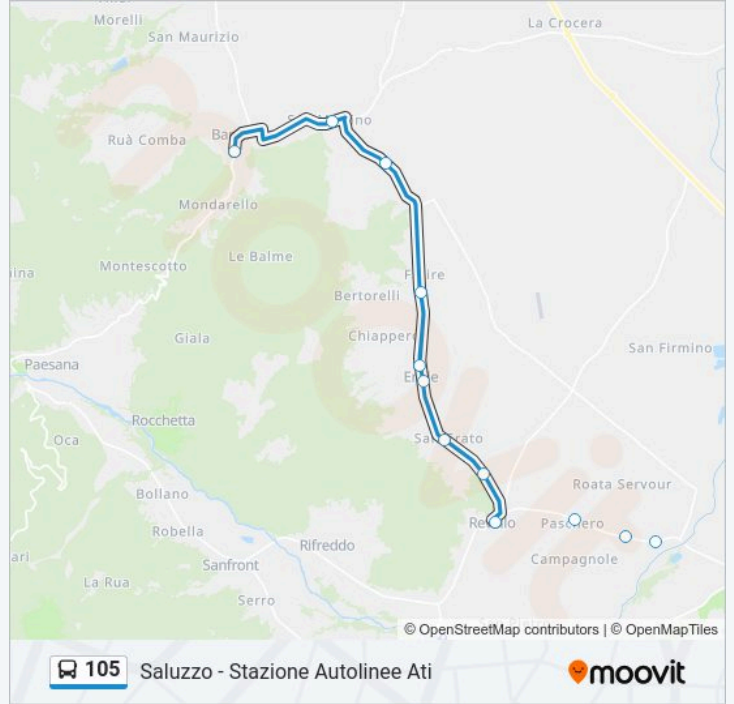 Morelli
San Maurizio
La Crocera
Ruà Comba
Mondarello
Le Balme
Montescotto
Bertorelli
Giala
Chiappero
San Firmino
Paesana
Rocchetta
Oca
Roata Servour
Bollano
Robella
Rifreddo
Campagnole
Sanfront
La Rua
Serro
© OpenStreetMap contributors | © OpenMapTiles
105 Saluzzo - Stazione Autolinee Ati
moovit